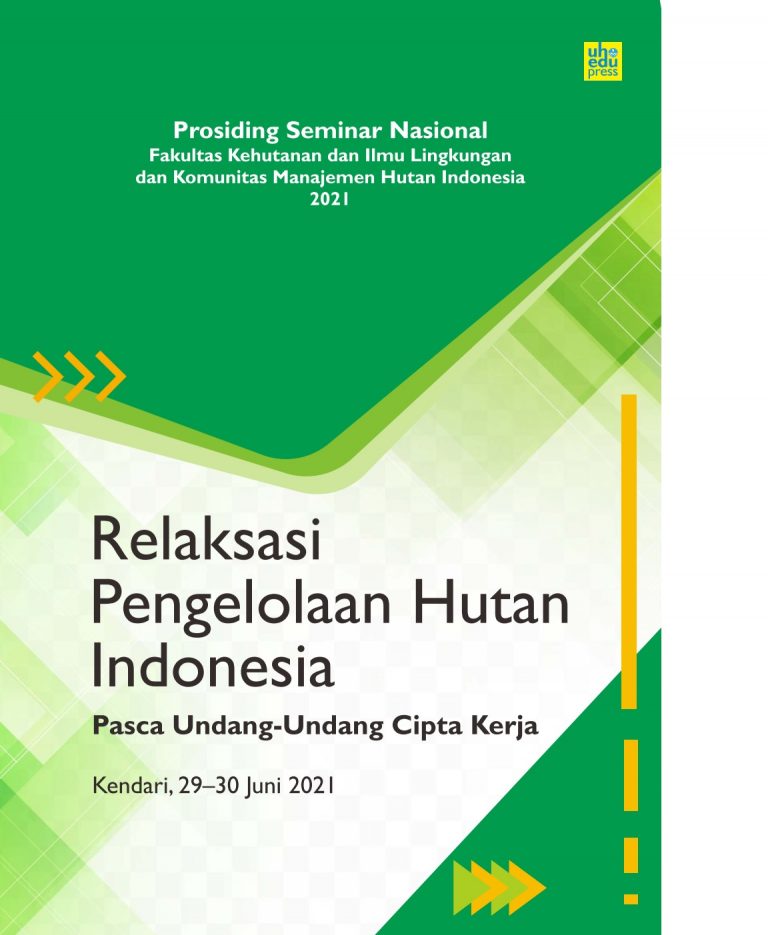 uho
edu
press
Prosiding Seminar Nasional
Fakultas Kehutanan dan Ilmu Lingkungan
dan Komunitas Manajemen Hutan Indonesia
2021
Relaksasi
Pengelolaan Hutan
Indonesia
Pasca Undang-Undang Cipta Kerja
Kendari, 29–30 Juni 2021